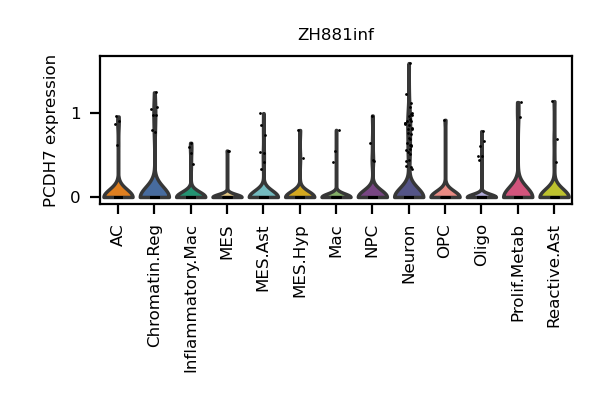 ZH881inf
PCDH7 expression
1
0
AC
Chromatin.Reg
Inflammatory.Mac
MES
MES.Ast
MES.Hyp
Mac
NPC
Neuron
OPC
Oligo
Prolif.Metab
Reactive.Ast